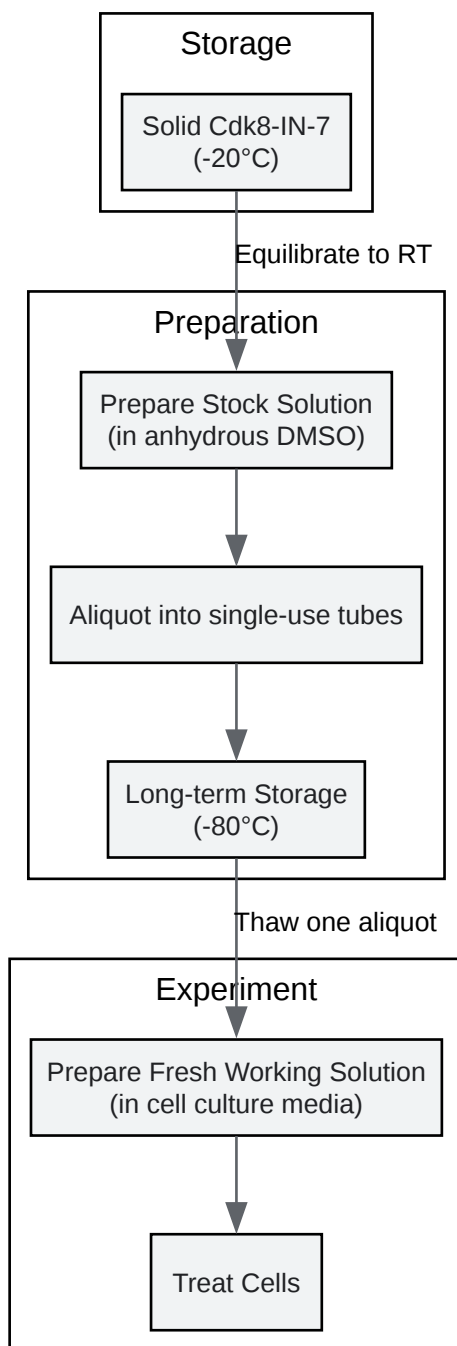 Storage
Solid Cdk8-IN-7
(-20°C)
Equilibrate to RT
Preparation
Prepare Stock Solution
(in anhydrous DMSO)
Aliquot into single-use tubes
Long-term Storage
(-80°C)
Thaw one aliquot
Experiment
Prepare Fresh Working Solution
(in cell culture media)
Treat Cells